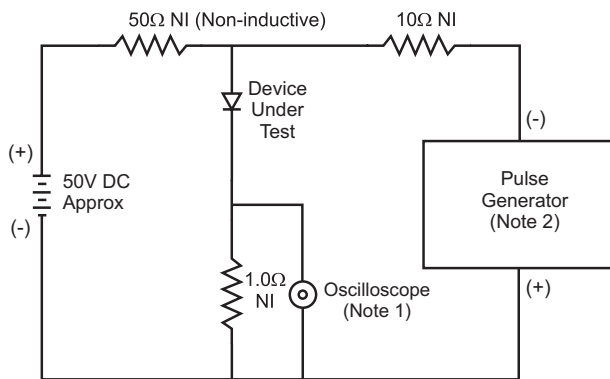 50Ω NI (Non-inductive)
10Ω NI
Device
Under
Test
(+)
50V DC
Approx
(-)
(-)
Pulse
Generator
(Note 2)
(+)
1.0Ω
NI
Oscilloscope
(Note 1)